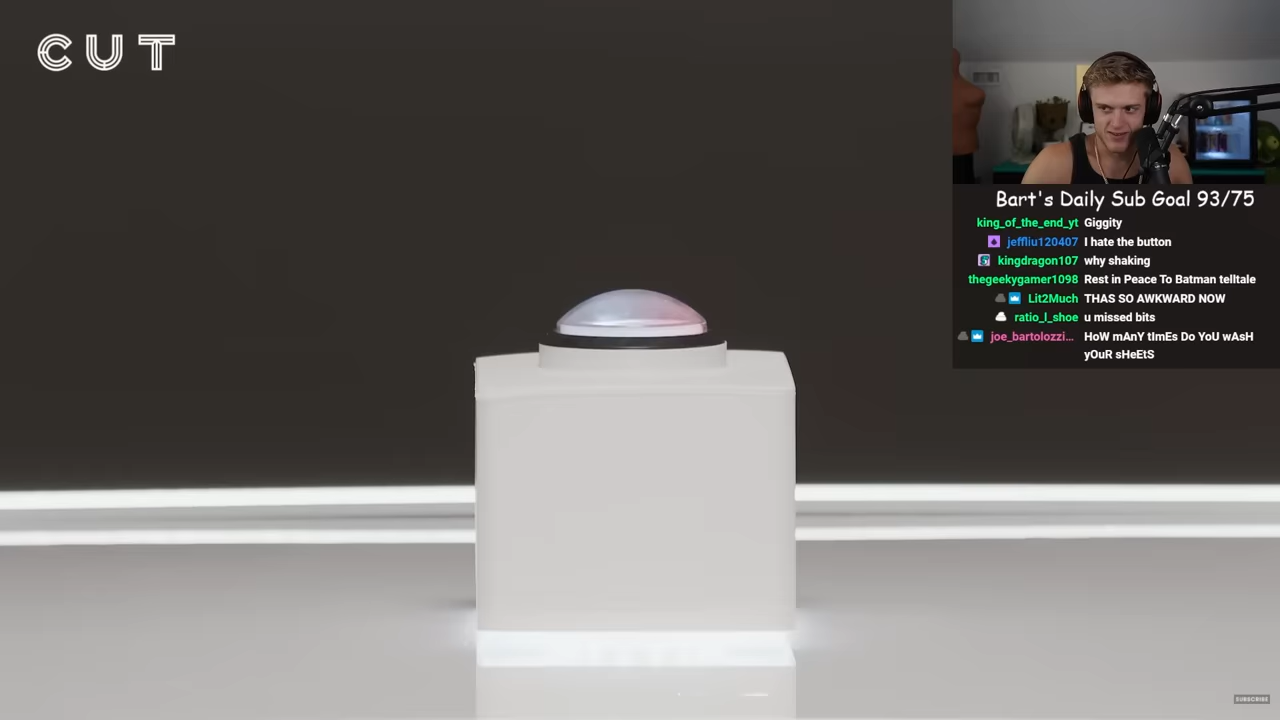 CUT
Bart's Daily Sub Goal 93/75
king_of_the_end_yt Giggity
jeffliu120407 I hate the button
kingdragon107 why shaking
thegeekygamer1098 Rest in Peace To Batman telltale
Lit2Much THAS SO AWKWARD NOW
ratio_l_shoe u missed bits
joe_bartolozzi... HoW mAnY tImEs Do YoU wAsH
yOuR sHeEtS
SUBSCRIBE